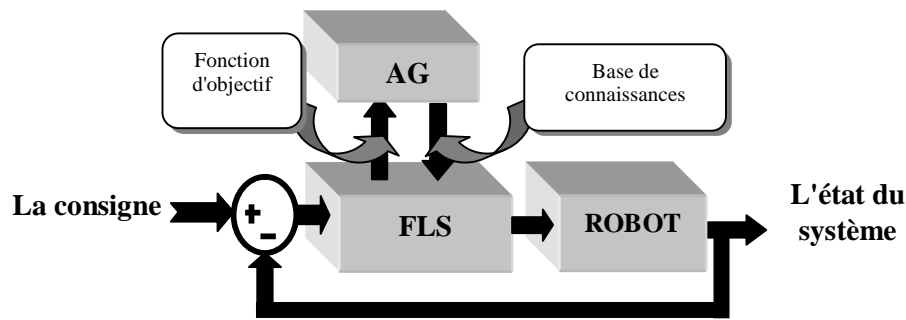 Fonction
d'objectif
AG
Base de
connaissances
La consigne
+
-
FLS
ROBOT
L'état du
système